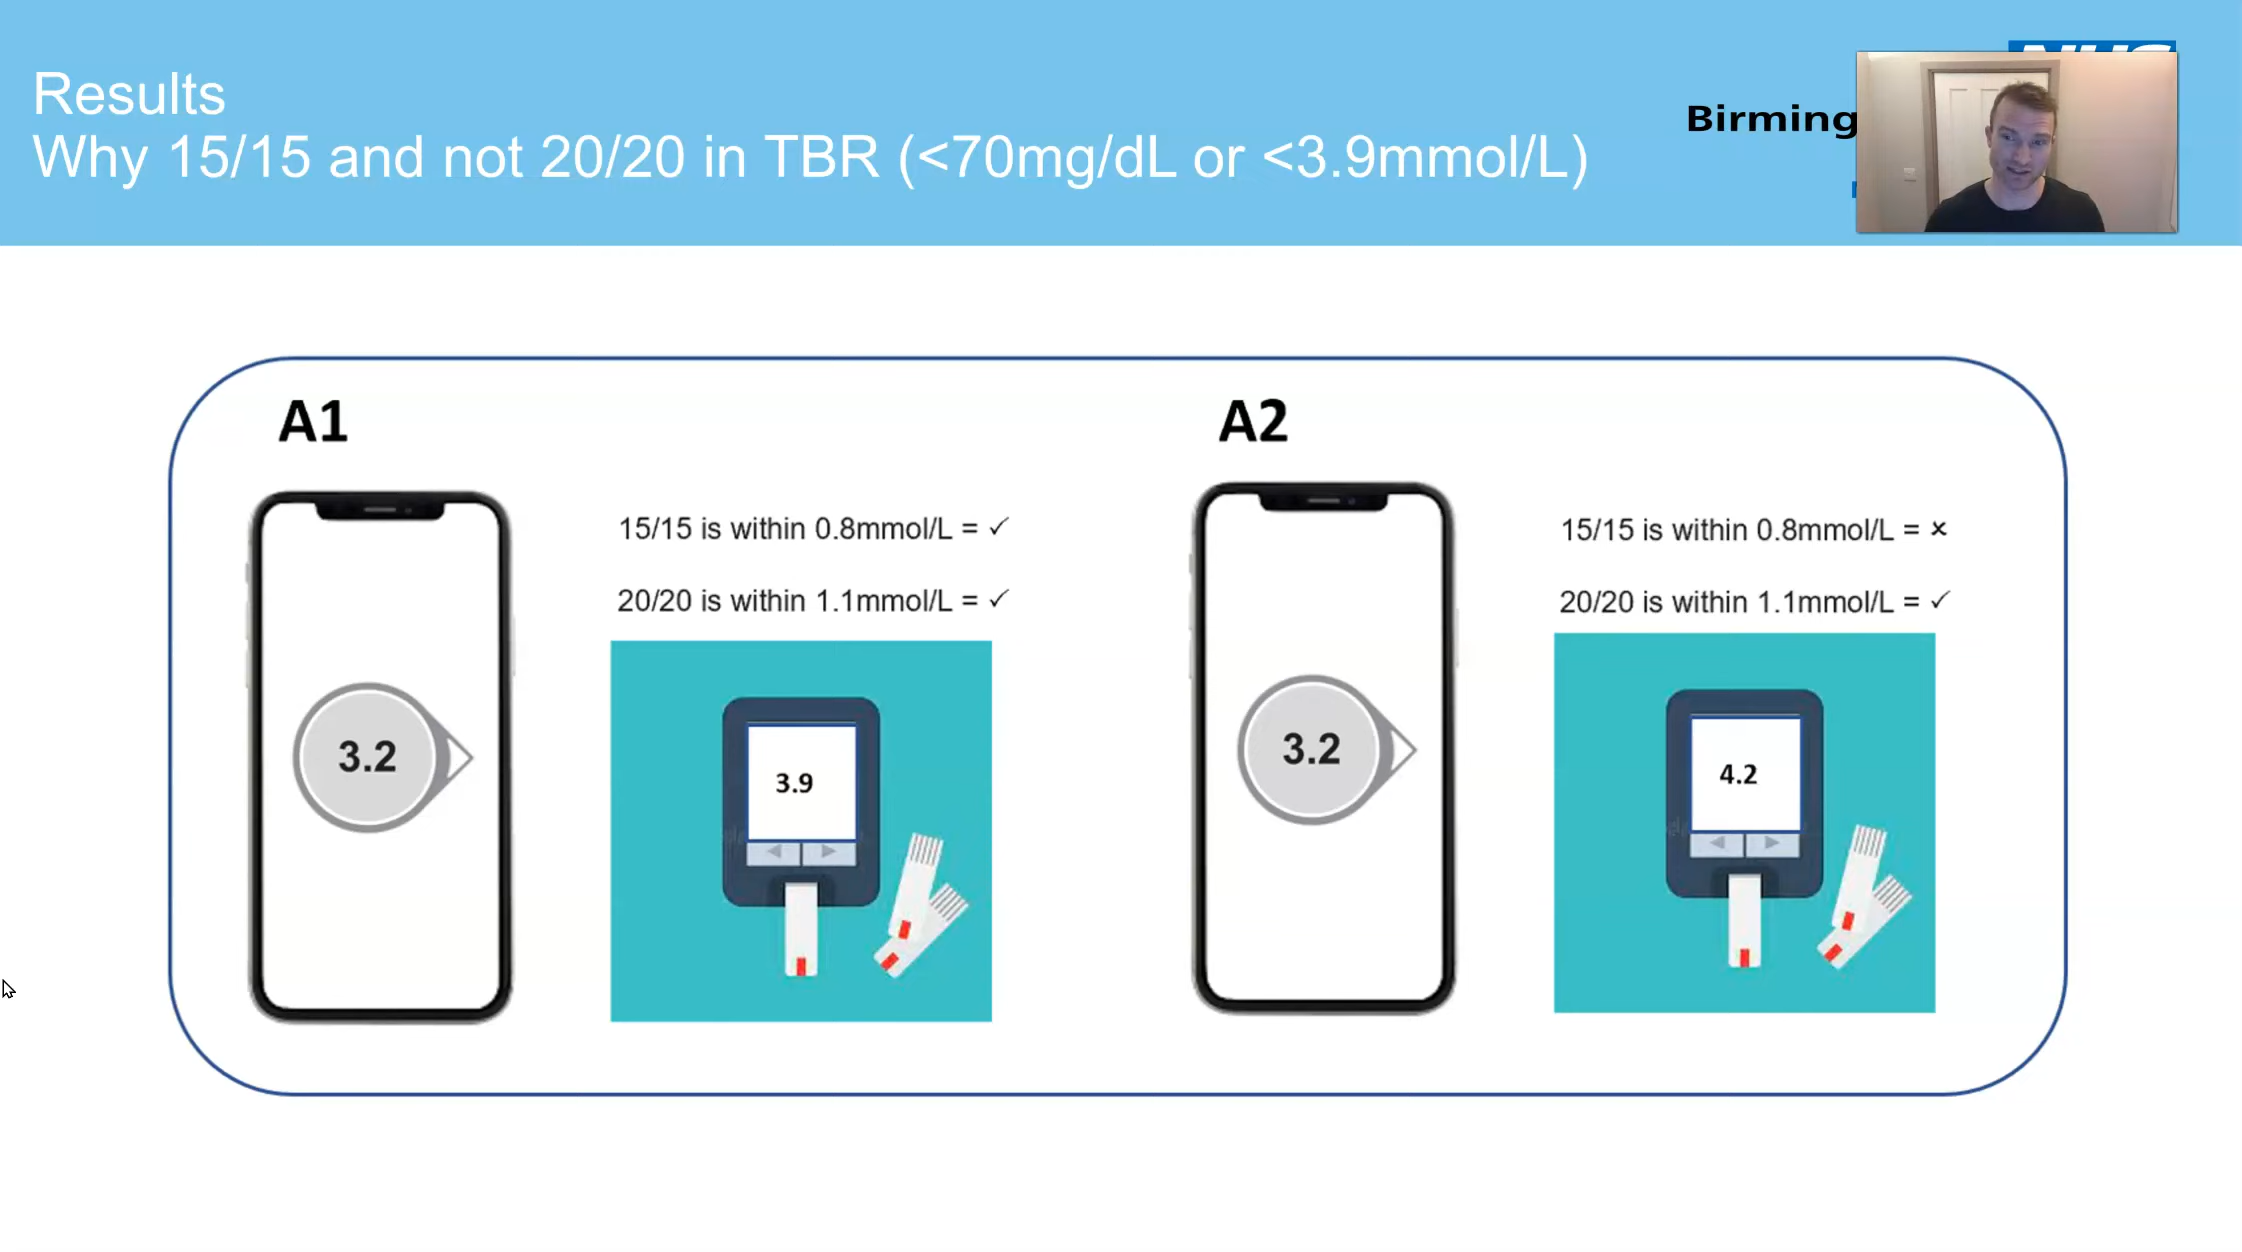 Results
Why 15/15 and not 20/20 in TBR (<70mg/dL or <3.9mmol/L)
NHS
Birming
A1
15/15 is within 0.8mmol/L = ✓
20/20 is within 1.1mmol/L = ✓
3.2
3.9
A2
15/15 is within 0.8mmol/L = ×
20/20 is within 1.1mmol/L = ✓
3.2
4.2